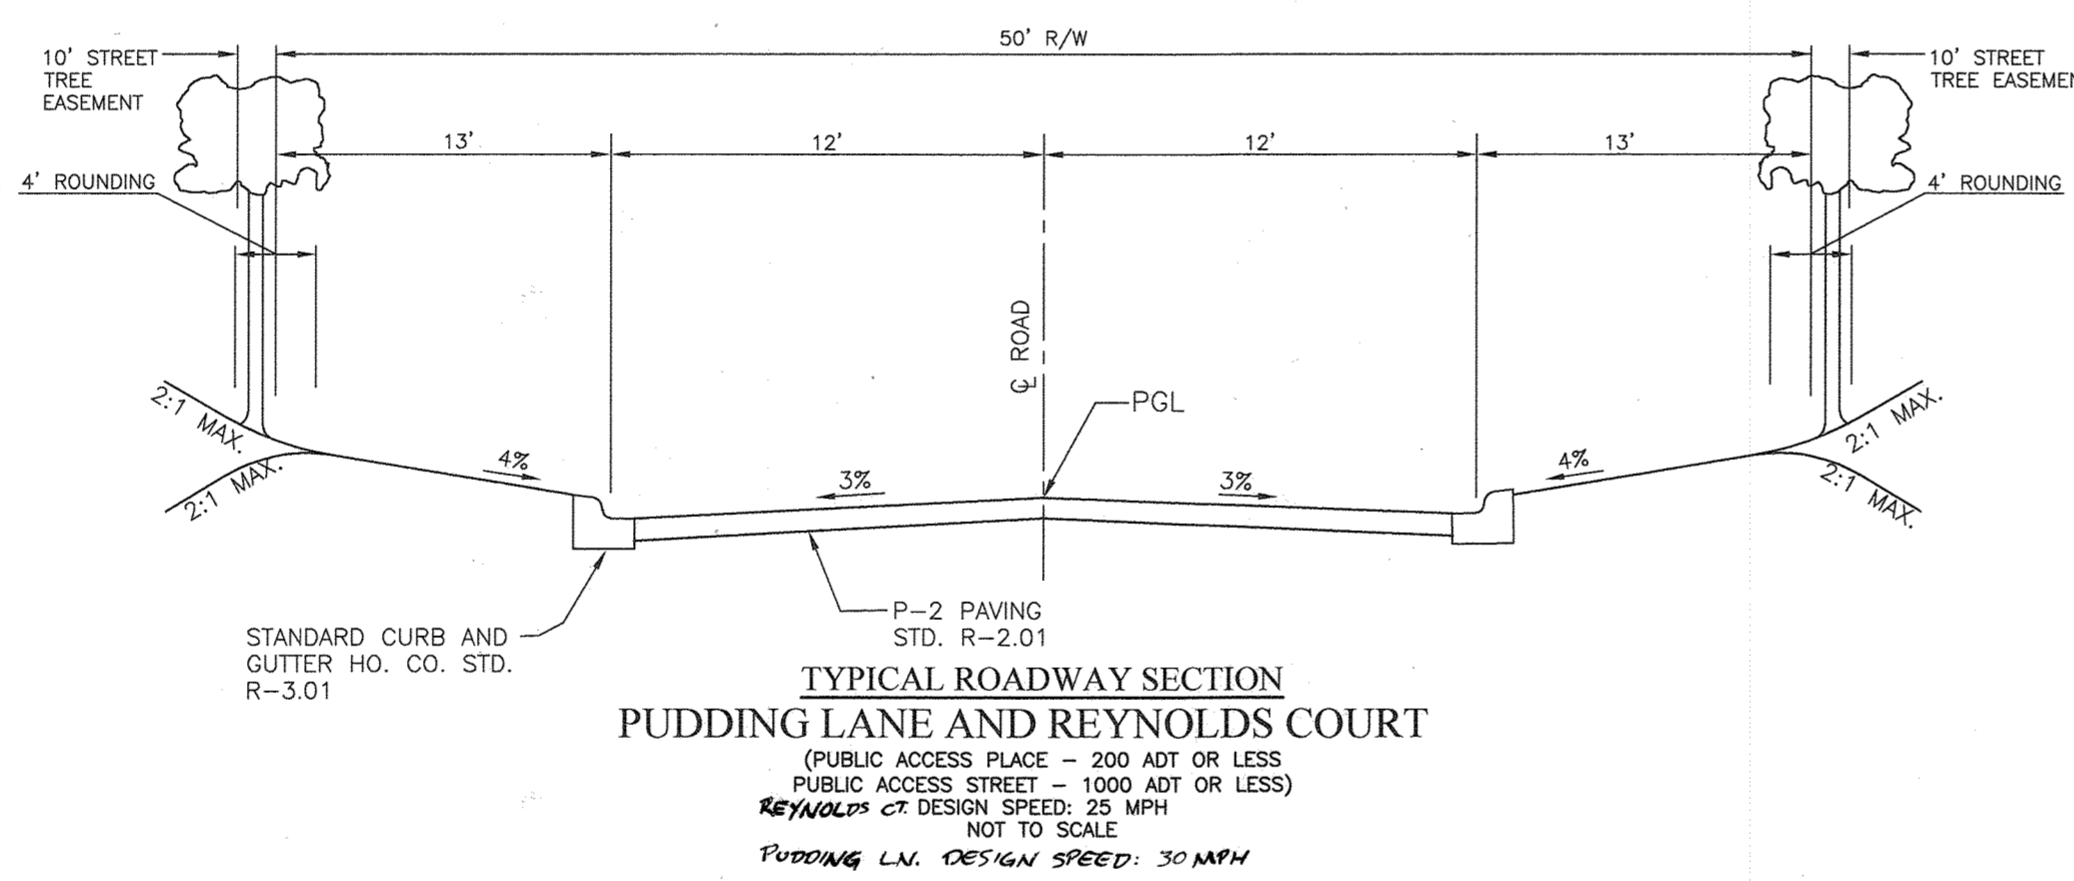 50' R/W
10' STREET
TREE
EASEMENT
10' STREET
TREE EASEME
13'
12'
12'
13'
4' ROUNDING
4' ROUNDING
℄ ROAD
PGL
2:1 MAX.
2:1 MAX.
4%
3%
3%
4%
2:1 MAX.
2:1 MAX.
P-2 PAVING
STD. R-2.01
STANDARD CURB AND
GUTTER HO. CO. STD.
R-3.01
TYPICAL ROADWAY SECTION
PUDDING LANE AND REYNOLDS COURT
(PUBLIC ACCESS PLACE - 200 ADT OR LESS
PUBLIC ACCESS STREET - 1000 ADT OR LESS)
REYNOLDS CT. DESIGN SPEED: 25 MPH
NOT TO SCALE
PUDDING LN. DESIGN SPEED: 30 MPH